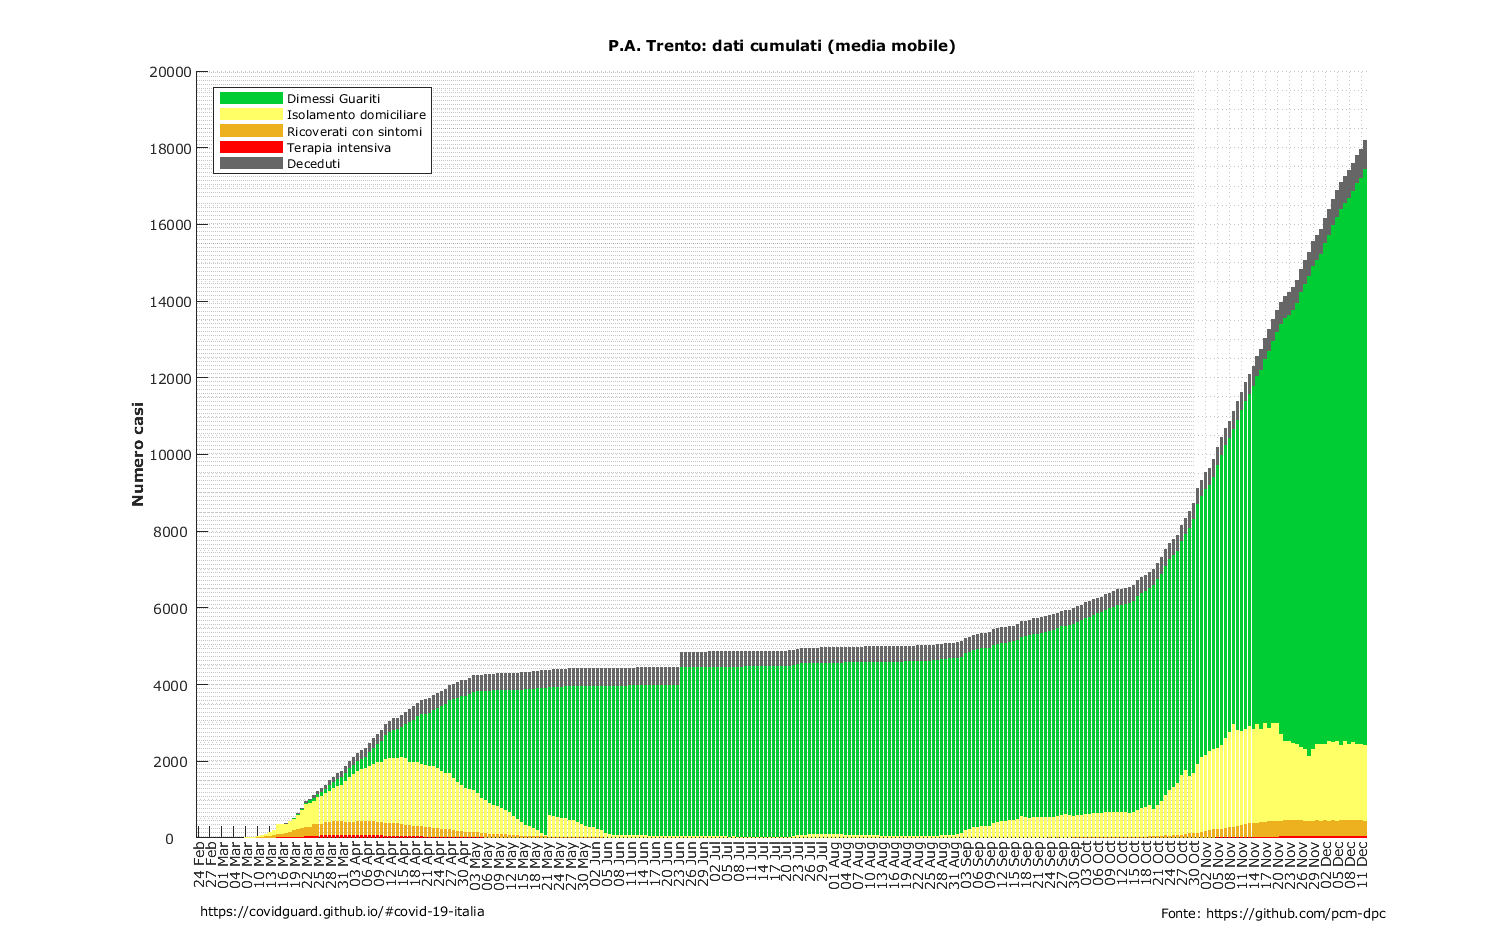 P.A. Trento: dati cumulati (media mobile)
20000
18000
16000
14000
12000
10000
8000
6000
4000
2000
0
Numero casi
Dimessi Guariti
Isolamento domiciliare
Ricoverati con sintomi
Terapia intensiva
Deceduti
24 Feb
27 Feb
01 Mar
04 Mar
07 Mar
10 Mar
13 Mar
16 Mar
19 Mar
22 Mar
25 Mar
28 Mar
31 Mar
03 Apr
06 Apr
09 Apr
12 Apr
15 Apr
18 Apr
21 Apr
24 Apr
27 Apr
30 Apr
03 May
06 May
09 May
12 May
15 May
18 May
21 May
24 May
27 May
30 May
02 Jun
05 Jun
08 Jun
11 Jun
14 Jun
17 Jun
20 Jun
23 Jun
26 Jun
29 Jun
02 Jul
05 Jul
08 Jul
11 Jul
14 Jul
17 Jul
20 Jul
23 Jul
26 Jul
29 Jul
01 Aug
04 Aug
07 Aug
10 Aug
13 Aug
16 Aug
19 Aug
22 Aug
25 Aug
28 Aug
31 Aug
03 Sep
06 Sep
09 Sep
12 Sep
15 Sep
18 Sep
21 Sep
24 Sep
27 Sep
30 Sep
03 Oct
06 Oct
09 Oct
12 Oct
15 Oct
18 Oct
21 Oct
24 Oct
27 Oct
30 Oct
02 Nov
05 Nov
08 Nov
11 Nov
14 Nov
17 Nov
20 Nov
23 Nov
26 Nov
29 Nov
02 Dec
05 Dec
08 Dec
11 Dec
https://covidguard.github.io/#covid-19-italia
Fonte: https://github.com/pcm-dpc